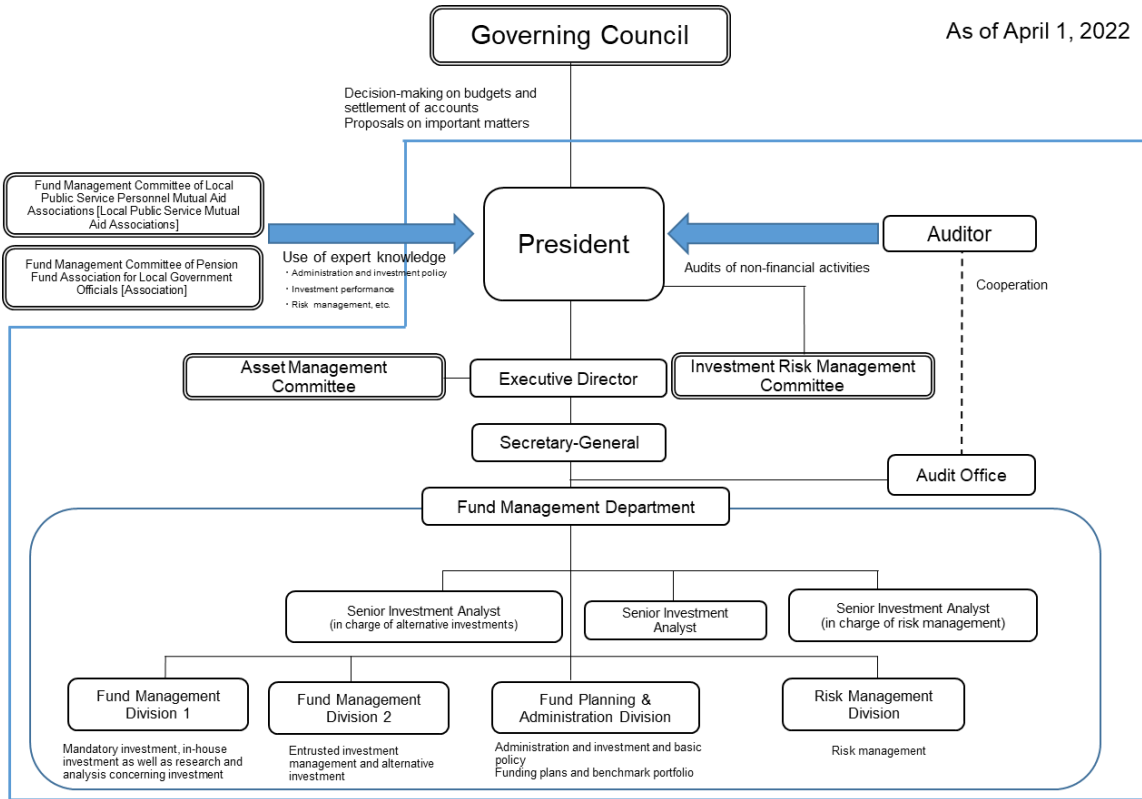 Governing Council
As of April 1, 2022
Decision-making on budgets and
settlement of accounts
Proposals on important matters
Fund Management Committee of Local
Public Service Personnel Mutual Aid
Associations [Local Public Service Mutual
Aid Associations]
Fund Management Committee of Pension
Fund Association for Local Government
Officials [Association]
Use of expert knowledge
・Administration and investment policy
・Investment performance
・Risk management, etc.
President
Auditor
Audits of non-financial activities
Cooperation
Asset Management
Committee
Executive Director
Investment Risk Management
Committee
Secretary-General
Audit Office
Fund Management Department
Senior Investment Analyst
(in charge of alternative investments)
Senior Investment
Analyst
Senior Investment Analyst
(in charge of risk management)
Fund Management
Division 1
Fund Management
Division 2
Fund Planning &
Administration Division
Risk Management
Division
Mandatory investment, in-house
investment as well as research and
analysis concerning investment
Entrusted investment
management and alternative
investment
Administration and investment and basic
policy
Funding plans and benchmark portfolio
Risk management